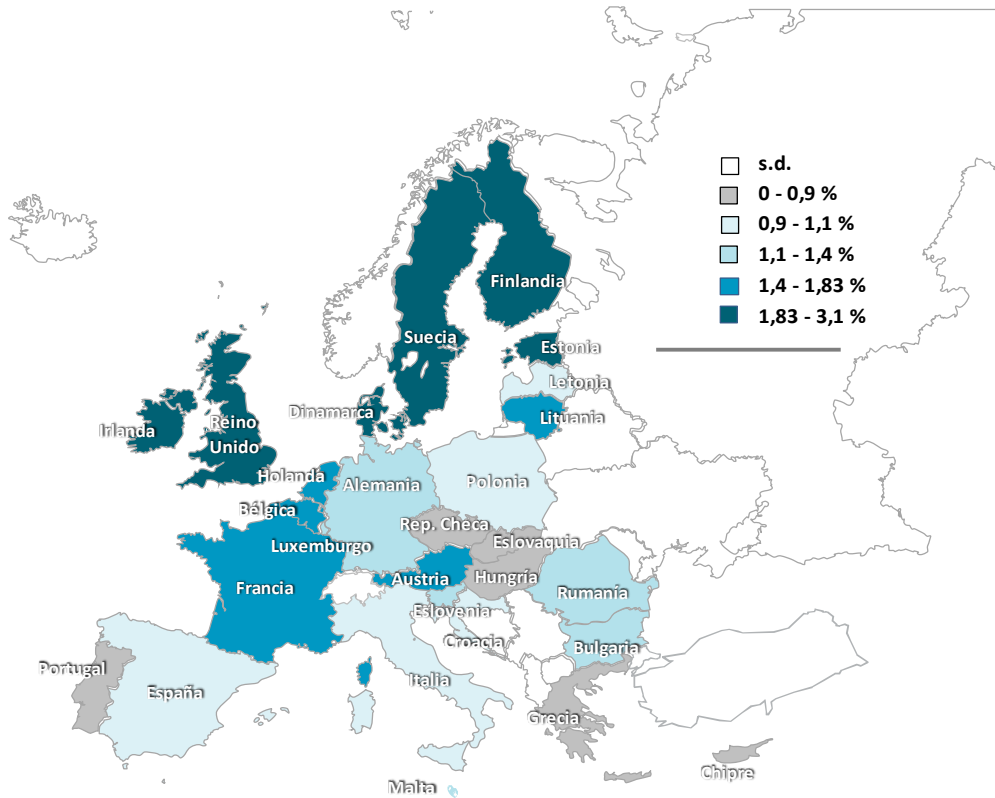 s.d.
0 - 0,9 %
0,9 - 1,1 %
1,1 - 1,4 %
1,4 - 1,83 %
1,83 - 3,1 %
Finlandia
Suecia
Estonia
Letonia
Dinamarca
Lituania
Irlanda
Reino
Unido
Holanda
Alemania
Polonia
Bélgica
Rep. Checa
Eslovaquia
Luxemburgo
Francia
Austria
Hungría
Rumanía
Eslovenia
Croacia
Bulgaria
Portugal
España
Italia
Grecia
Chipre
Malta